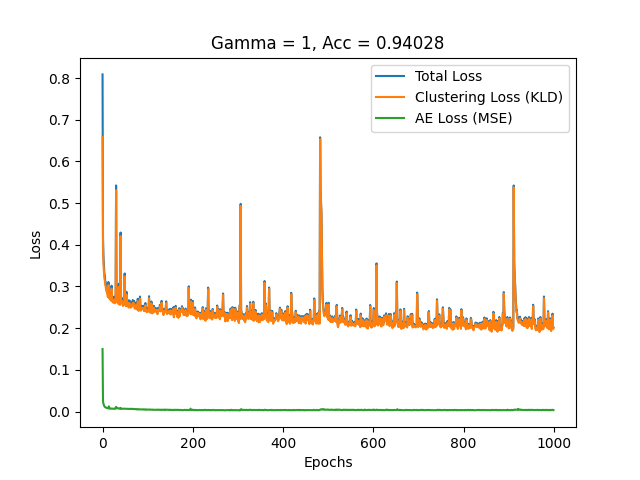 Gamma = 1, Acc = 0.94028
Total Loss
Clustering Loss (KLD)
AE Loss (MSE)
0.8
0.7
0.6
0.5
0.4
0.3
0.2
0.1
0.0
Loss
0 200 400 600 800 1000
Epochs